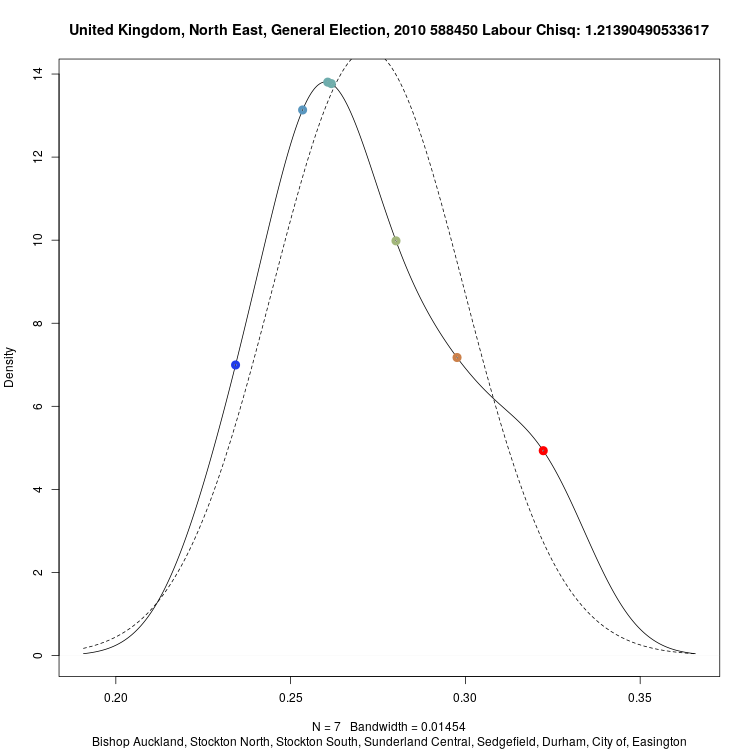 United Kingdom, North East, General Election, 2010 588450 Labour Chisq: 1.21390490533617
14
12
10
8
6
4
2
0
Density
0.20 0.25 0.30 0.35
N = 7 Bandwidth = 0.01454
Bishop Auckland, Stockton North, Stockton South, Sunderland Central, Sedgefield, Durham, City of, Easington